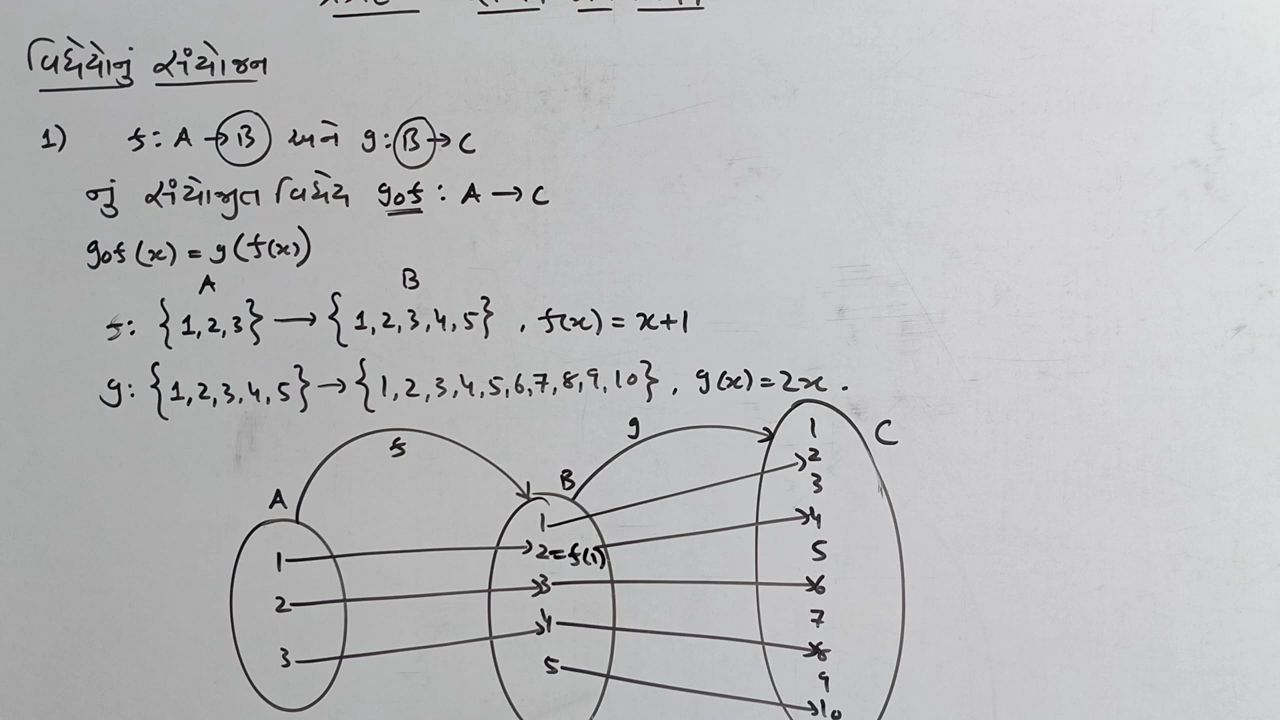 વિધેયોનું સંયોજન
1) f: A → B અને g: B → C
નું સંયોજીત વિધેય gof : A → C
gof (x) = g(f(x))
A B
f: {1,2,3} → {1,2,3,4,5} , f(x) = x+1
g: {1,2,3,4,5} → {1,2,3,4,5,6,7,8,9,10} , g(x)=2x .
f g
A B C
1 2 3
1 2=f(1) 3 4 5
1 2 3 4 5 6 7 8 9 10